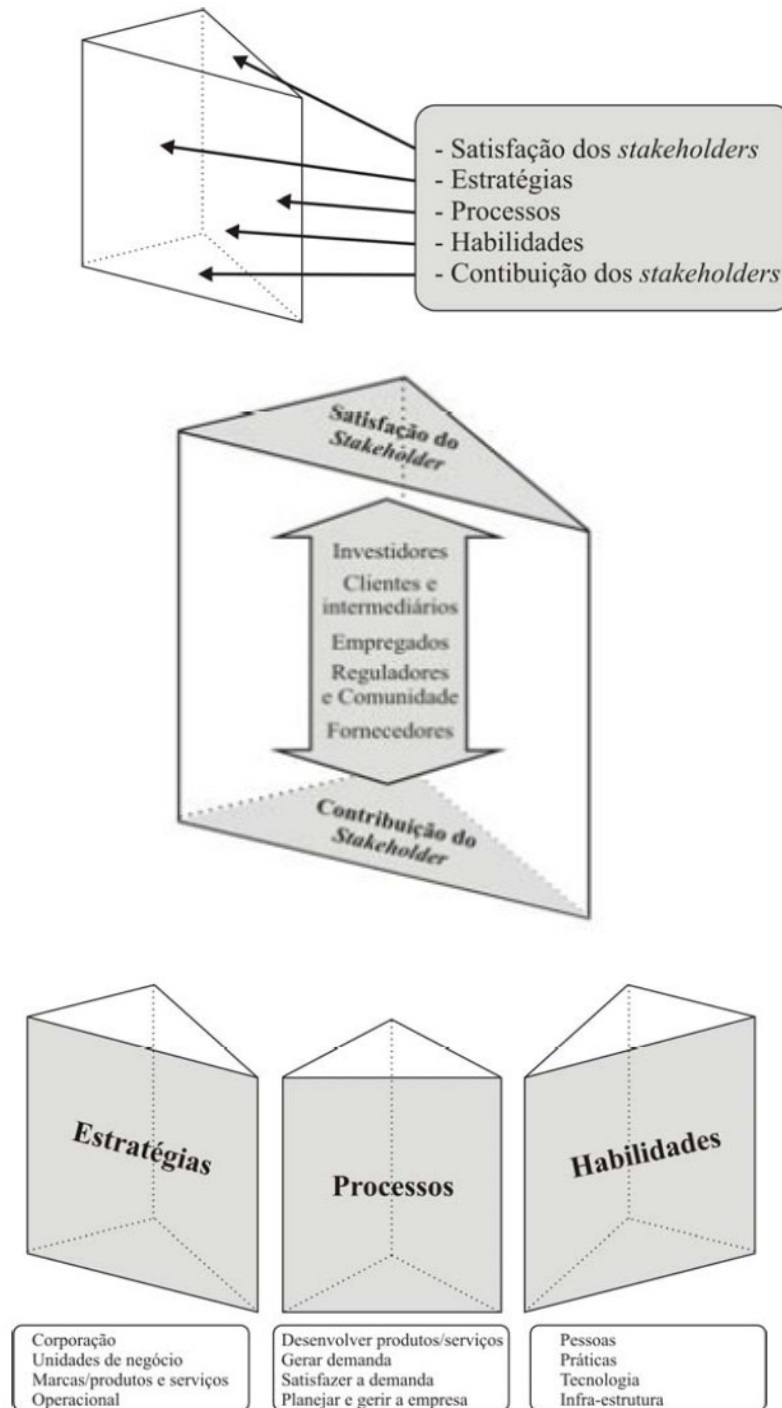 - Satisfação dos stakeholders
- Estratégias
- Processos
- Habilidades
- Contibuição dos stakeholders
Satisfação do
Stakeholder
Investidores
Clientes e
intermediários
Empregados
Reguladores
e Comunidade
Fornecedores
Contribuição do
Stakeholder
Estratégias
Processos
Habilidades
Corporação
Unidades de negócio
Marcas/produtos e serviços
Operacional
Desenvolver produtos/serviços
Gerar demanda
Satisfazer a demanda
Planejar e gerir a empresa
Pessoas
Práticas
Tecnologia
Infra-estrutura